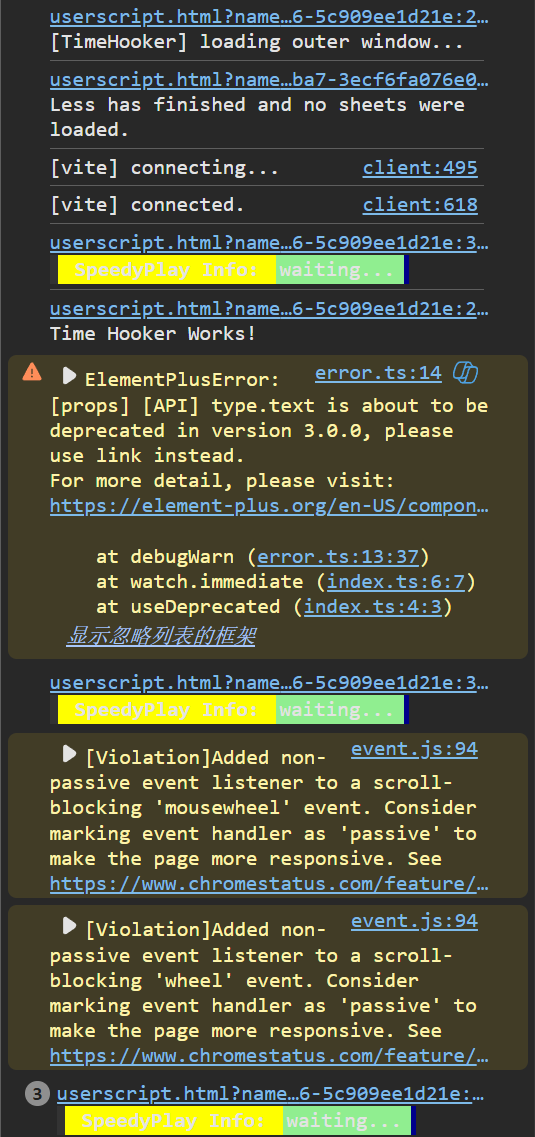 userscript.html?name…6-5c909ee1d21e:2…
[TimeHooker] loading outer window...
userscript.html?name…ba7-3ecf6fa076e0…
Less has finished and no sheets were
loaded.
[vite] connecting... client:495
[vite] connected. client:618
userscript.html?name…6-5c909ee1d21e:3…
SpeedyPlay Info: waiting...
userscript.html?name…6-5c909ee1d21e:2…
Time Hooker Works!
ElementPlusError: error.ts:14
[props] [API] type.text is about to be
deprecated in version 3.0.0, please
use link instead.
For more detail, please visit:
https://element-plus.org/en-US/compon…
at debugWarn (error.ts:13:37)
at watch.immediate (index.ts:6:7)
at useDeprecated (index.ts:4:3)
显示忽略列表的框架
userscript.html?name…6-5c909ee1d21e:3…
SpeedyPlay Info: waiting...
[Violation]Added non- event.js:94
passive event listener to a scroll-
blocking 'mousewheel' event. Consider
marking event handler as 'passive' to
make the page more responsive. See
https://www.chromestatus.com/feature/…
[Violation]Added non- event.js:94
passive event listener to a scroll-
blocking 'wheel' event. Consider
marking event handler as 'passive' to
make the page more responsive. See
https://www.chromestatus.com/feature/…
3 userscript.html?name…6-5c909ee1d21e:…
SpeedyPlay Info: waiting...